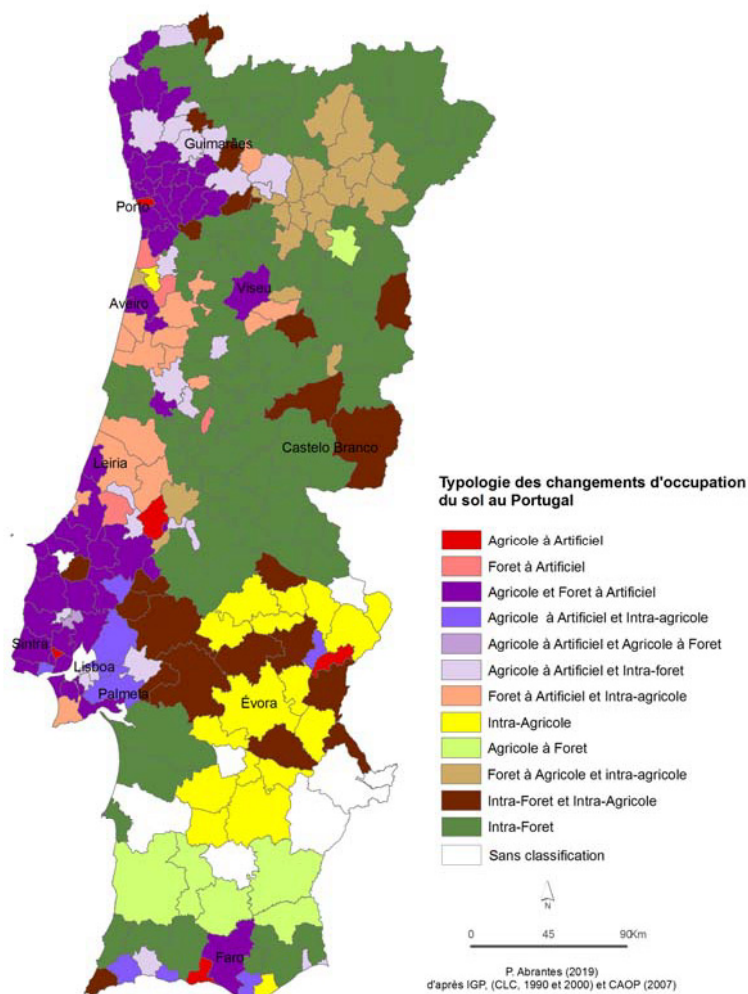 Guimarães
Porto
Aveiro
Viseu
Castelo Branco
Leiria
Sintra
Lisboa
Palmela
Évora
Faro
Typologie des changements d'occupation
du sol au Portugal
Agricole à Artificiel
Foret à Artificiel
Agricole et Foret à Artificiel
Agricole à Artificiel et Intra-agricole
Agricole à Artificiel et Agricole à Foret
Agricole à Artificiel et Intra-foret
Foret à Artificiel et Intra-agricole
Intra-Agricole
Agricole à Foret
Foret à Agricole et intra-agricole
Intra-Foret et Intra-Agricole
Intra-Foret
Sans classification
N
0 45 90Km
P. Abrantes (2019)
d'après IGP, (CLC, 1990 et 2000) et CAOP (2007)